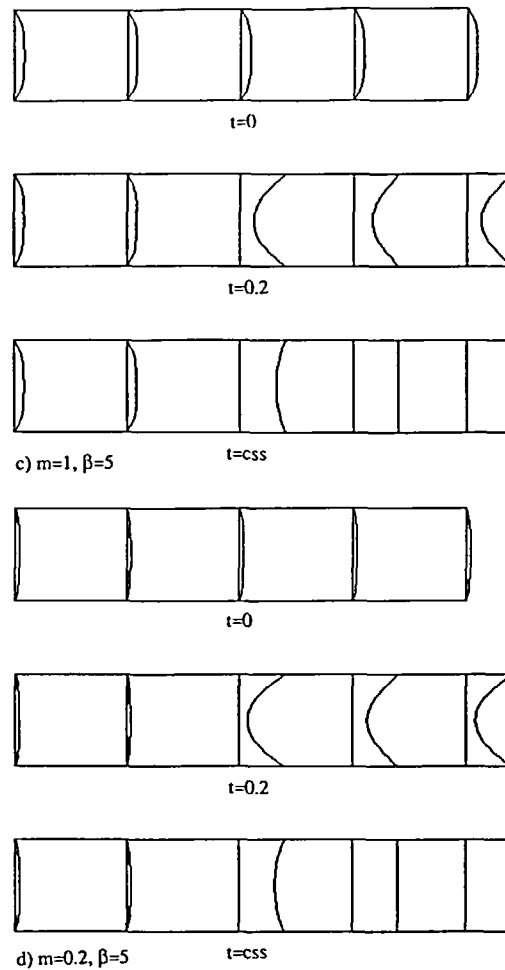 t=0
t=0.2
t=css
c) m=1, β=5
t=0
t=0.2
t=css
d) m=0.2, β=5